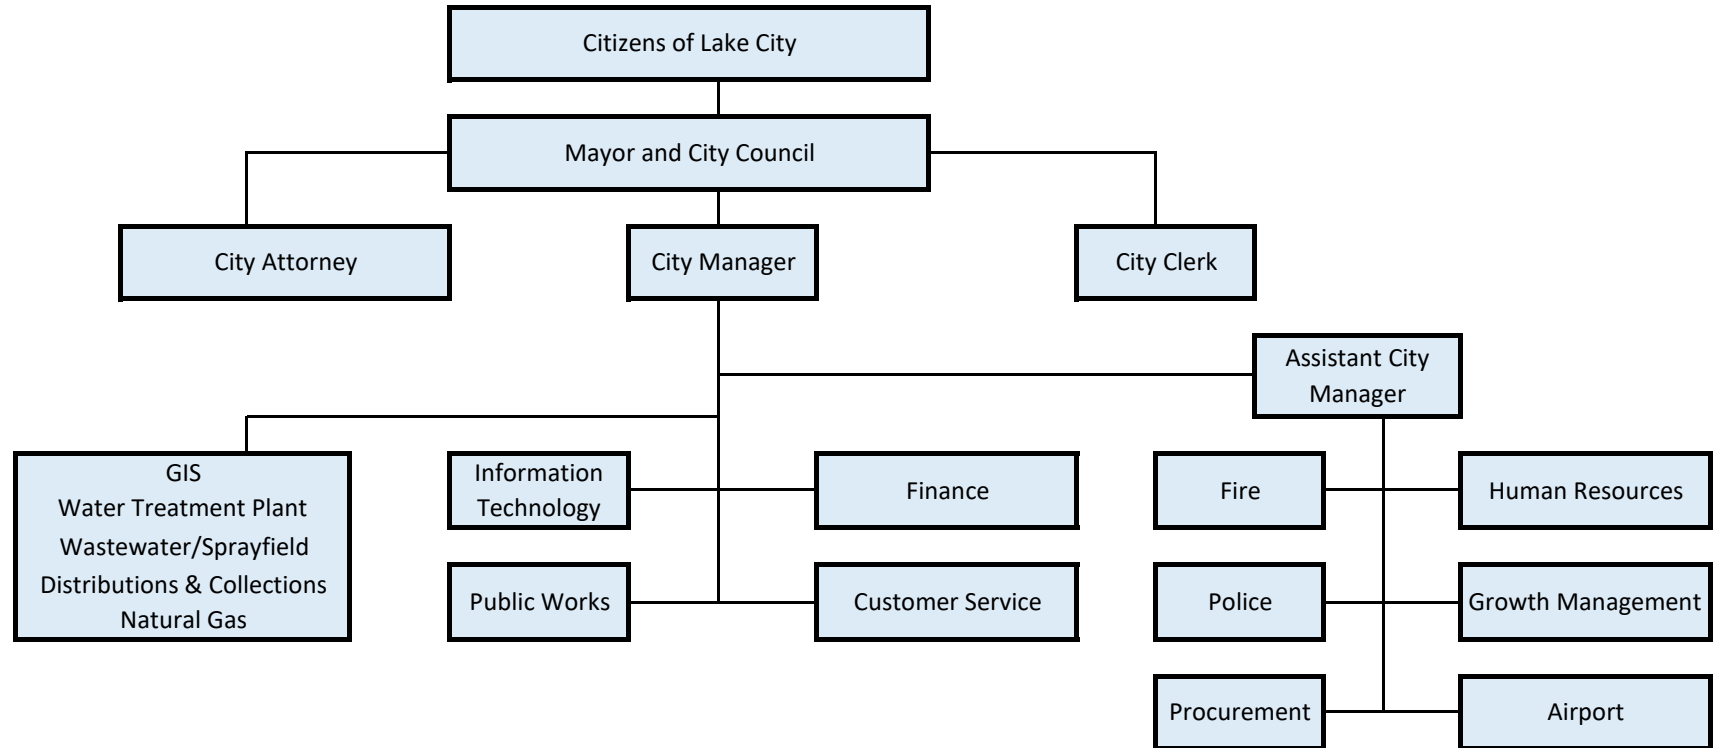 Citizens of Lake City
Mayor and City Council
City Attorney
City Manager
City Clerk
Assistant City
Manager
GIS
Water Treatment Plant
Wastewater/Sprayfield
Distributions & Collections
Natural Gas
Information
Technology
Finance
Fire
Human Resources
Public Works
Customer Service
Police
Growth Management
Procurement
Airport